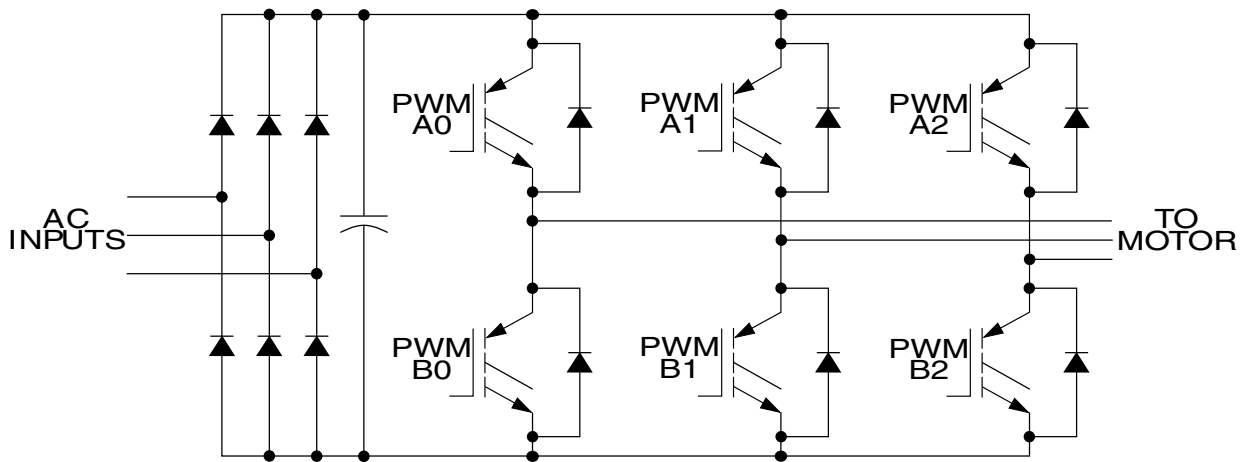 PWM
A0
PWM
A1
PWM
A2
AC
INPUTS
TO
MOTOR
PWM
B0
PWM
B1
PWM
B2